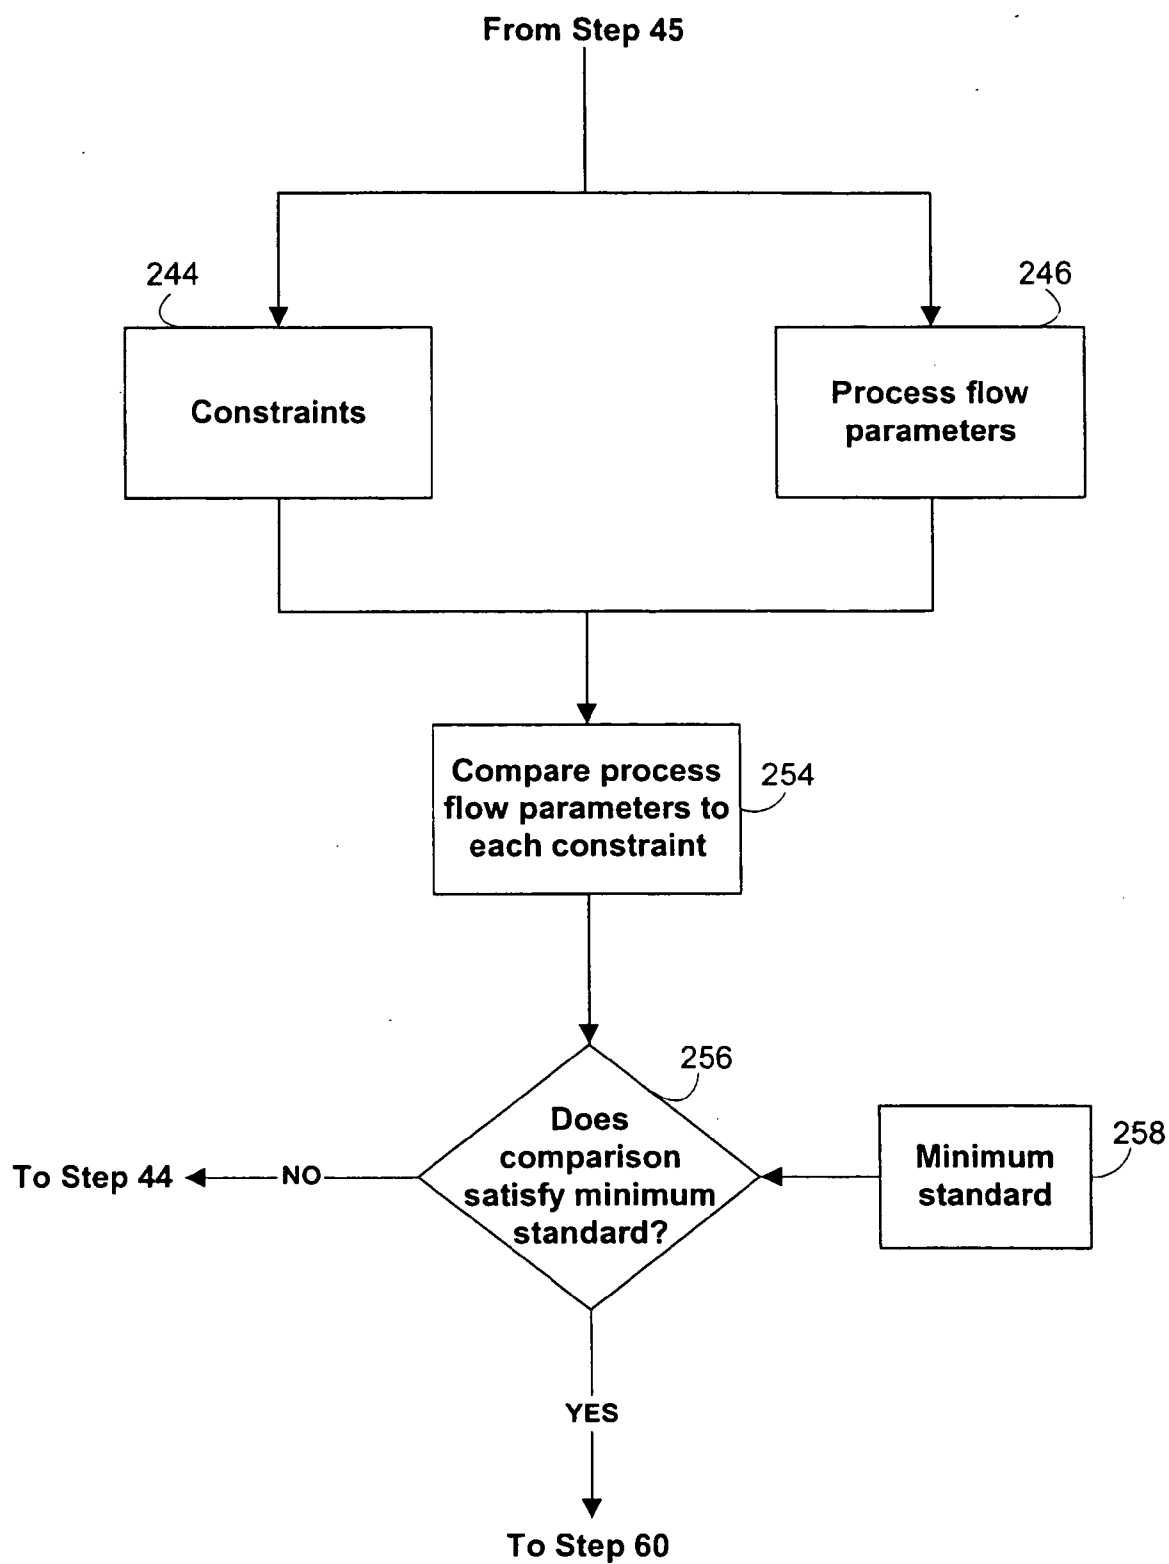 From Step 45
244
246
Constraints
Process flow
parameters
Compare process
flow parameters to
each constraint
254
256
Does
comparison
satisfy minimum
standard?
To Step 44
NO
Minimum
standard
258
YES
To Step 60